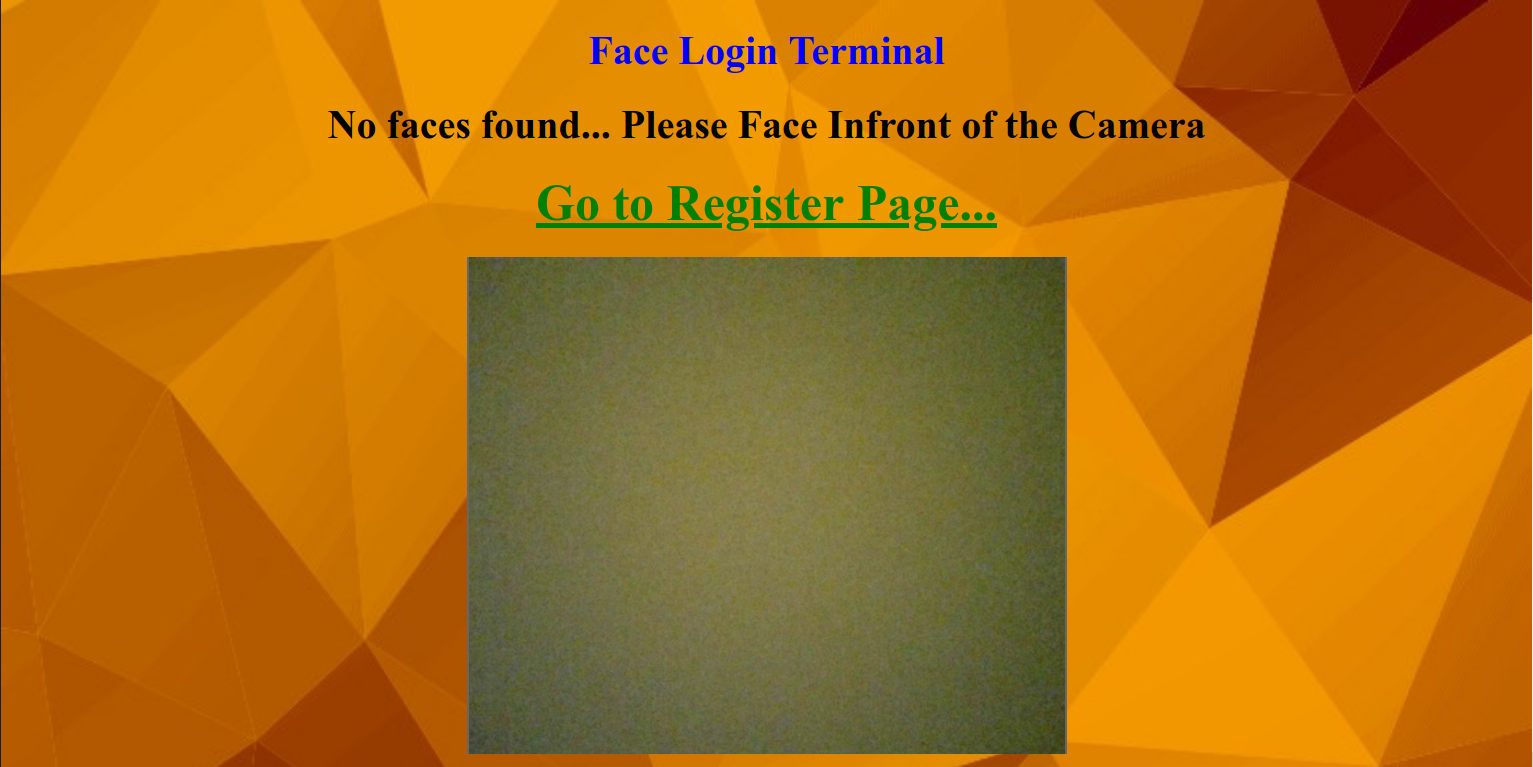 Face Login Terminal
No faces found... Please Face Infront of the Camera
Go to Register Page...